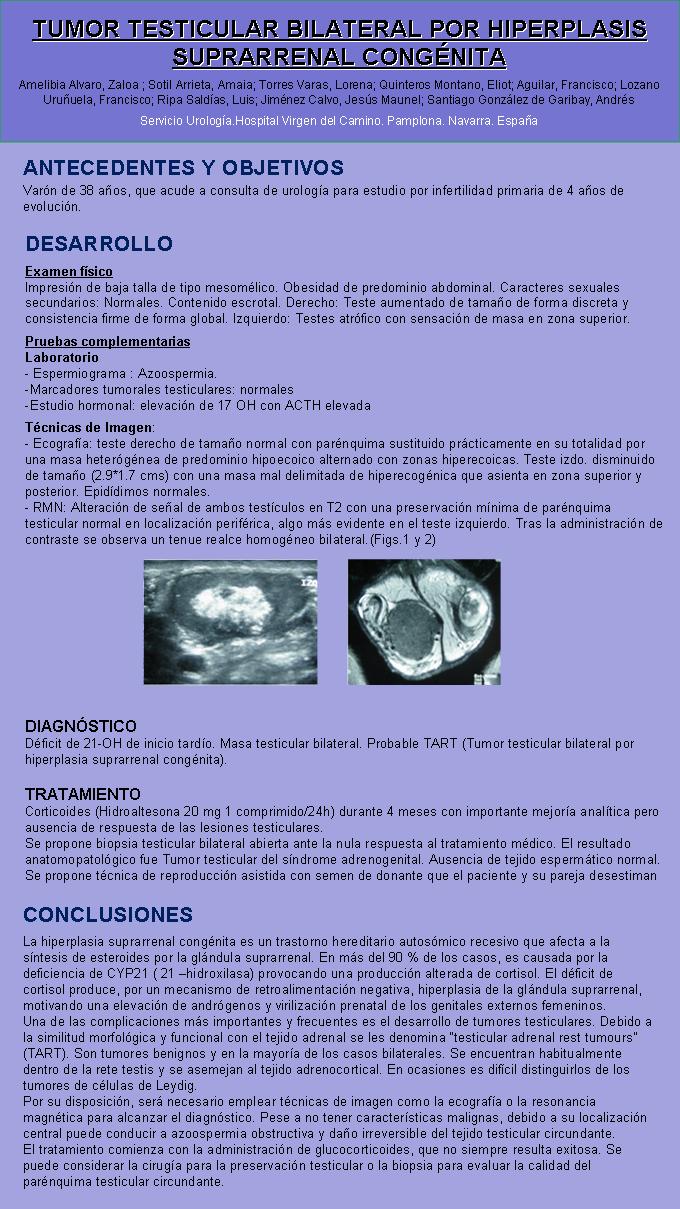 TUMOR TESTICULAR BILATERAL POR HIPERPLASIS
SUPRARRENAL CONGÉNITA
Amelibia Alvaro, Zaloa ; Sotil Arrieta, Amaia; Torres Varas, Lorena; Quinteros Montano, Eliot; Aguilar, Francisco; Lozano
Uruñuela, Francisco; Ripa Saldías, Luis; Jiménez Calvo, Jesús Maunel; Santiago González de Garibay, Andrés
Servicio Urología.Hospital Virgen del Camino. Pamplona. Navarra. España
ANTECEDENTES Y OBJETIVOS
Varón de 38 años, que acude a consulta de urología para estudio por infertilidad primaria de 4 años de
evolución.
DESARROLLO
Examen físico
Impresión de baja talla de tipo mesomélico. Obesidad de predominio abdominal. Caracteres sexuales
secundarios: Normales. Contenido escrotal. Derecho: Teste aumentado de tamaño de forma discreta y
consistencia firme de forma global. Izquierdo: Testes atrófico con sensación de masa en zona superior.
Pruebas complementarias
Laboratorio
- Espermiograma : Azoospermia.
-Marcadores tumorales testiculares: normales
-Estudio hormonal: elevación de 17 OH con ACTH elevada
Técnicas de Imagen:
- Ecografía: teste derecho de tamaño normal con parénquima sustituido prácticamente en su totalidad por
una masa heterógénea de predominio hipoecoico alternado con zonas hiperecoicas. Teste izdo. disminuido
de tamaño (2.9*1.7 cms) con una masa mal delimitada de hiperecogénica que asienta en zona superior y
posterior. Epidídimos normales.
- RMN: Alteración de señal de ambos testículos en T2 con una preservación mínima de parénquima
testicular normal en localización periférica, algo más evidente en el teste izquierdo. Tras la administración de
contraste se observa un tenue realce homogéneo bilateral.(Figs.1 y 2)
IZQ
DIAGNÓSTICO
Déficit de 21-OH de inicio tardío. Masa testicular bilateral. Probable TART (Tumor testicular bilateral por
hiperplasia suprarrenal congénita).
TRATAMIENTO
Corticoides (Hidroaltesona 20 mg 1 comprimido/24h) durante 4 meses con importante mejoría analítica pero
ausencia de respuesta de las lesiones testiculares.
Se propone biopsia testicular bilateral abierta ante la nula respuesta al tratamiento médico. El resultado
anatomopatológico fue Tumor testicular del síndrome adrenogenital. Ausencia de tejido espermático normal.
Se propone técnica de reproducción asistida con semen de donante que el paciente y su pareja desestiman
CONCLUSIONES
La hiperplasia suprarrenal congénita es un trastorno hereditario autosómico recesivo que afecta a la
síntesis de esteroides por la glándula suprarrenal. En más del 90 % de los casos, es causada por la
deficiencia de CYP21 ( 21 –hidroxilasa) provocando una producción alterada de cortisol. El déficit de
cortisol produce, por un mecanismo de retroalimentación negativa, hiperplasia de la glándula suprarrenal,
motivando una elevación de andrógenos y virilización prenatal de los genitales externos femeninos.
Una de las complicaciones más importantes y frecuentes es el desarrollo de tumores testiculares. Debido a
la similitud morfológica y funcional con el tejido adrenal se les denomina "testicular adrenal rest tumours"
(TART). Son tumores benignos y en la mayoría de los casos bilaterales. Se encuentran habitualmente
dentro de la rete testis y se asemejan al tejido adrenocortical. En ocasiones es difícil distinguirlos de los
tumores de células de Leydig.
Por su disposición, será necesario emplear técnicas de imagen como la ecografía o la resonancia
magnética para alcanzar el diagnóstico. Pese a no tener características malignas, debido a su localización
central puede conducir a azoospermia obstructiva y daño irreversible del tejido testicular circundante.
El tratamiento comienza con la administración de glucocorticoides, que no siempre resulta exitosa. Se
puede considerar la cirugía para la preservación testicular o la biopsia para evaluar la calidad del
parénquima testicular circundante.